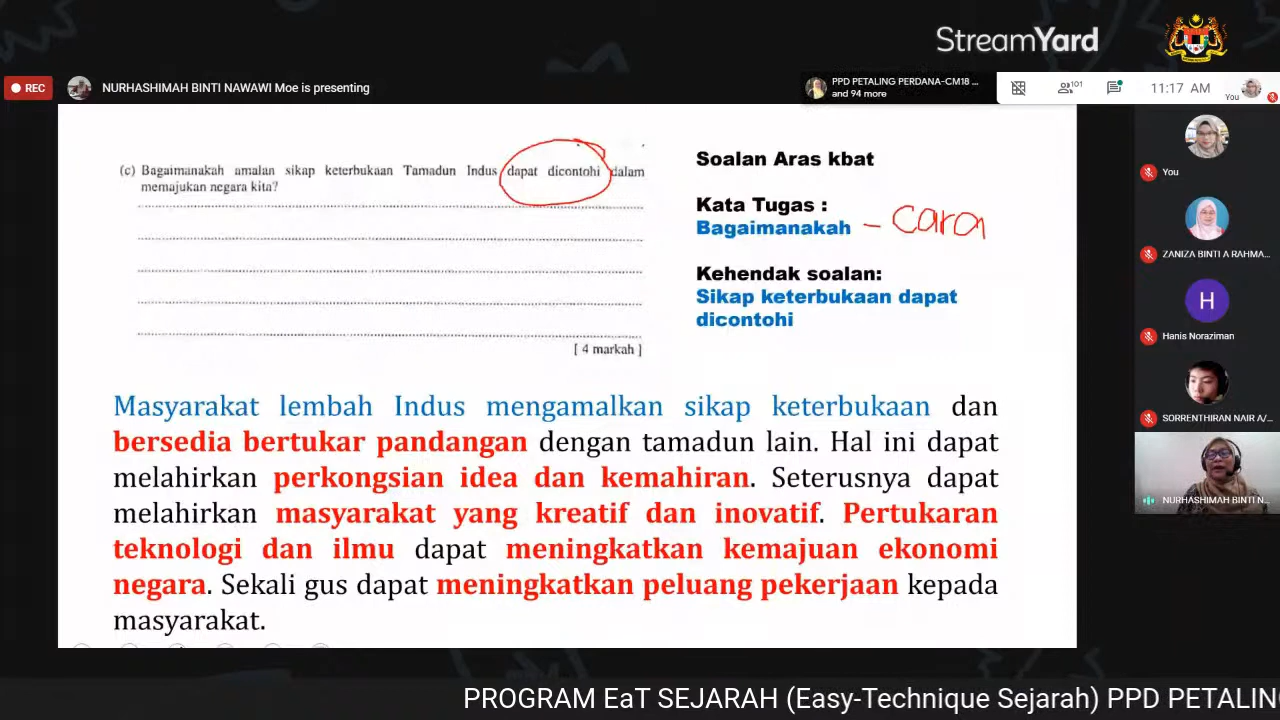 StreamYard
REC
NURHASHIMAH BINTI NAWAWI Moe is presenting
PPD PETALING PERDANA-CM18 ...
and 94 more
101
11:17 AM
You
(c) Bagaimanakah amalan sikap keterbukaan Tamadun Indus dapat dicontohi dalam
memajukan negara kita?
[ 4 markah ]
Soalan Aras kbat
Kata Tugas :
Bagaimanakah – cara
Kehendak soalan:
Sikap keterbukaan dapat
dicontohi
Masyarakat lembah Indus mengamalkan sikap keterbukaan dan
bersedia bertukar pandangan dengan tamadun lain. Hal ini dapat
melahirkan perkongsian idea dan kemahiran. Seterusnya dapat
melahirkan masyarakat yang kreatif dan inovatif. Pertukaran
teknologi dan ilmu dapat meningkatkan kemajuan ekonomi
negara. Sekali gus dapat meningkatkan peluang pekerjaan kepada
masyarakat.
You
ZANIZA BINTI A RAHMA...
H
Hanis Noraziman
SORRENTHIRAN NAIR A/...
NURHASHIMAH BINTI N...
PROGRAM EaT SEJARAH (Easy-Technique Sejarah) PPD PETALING